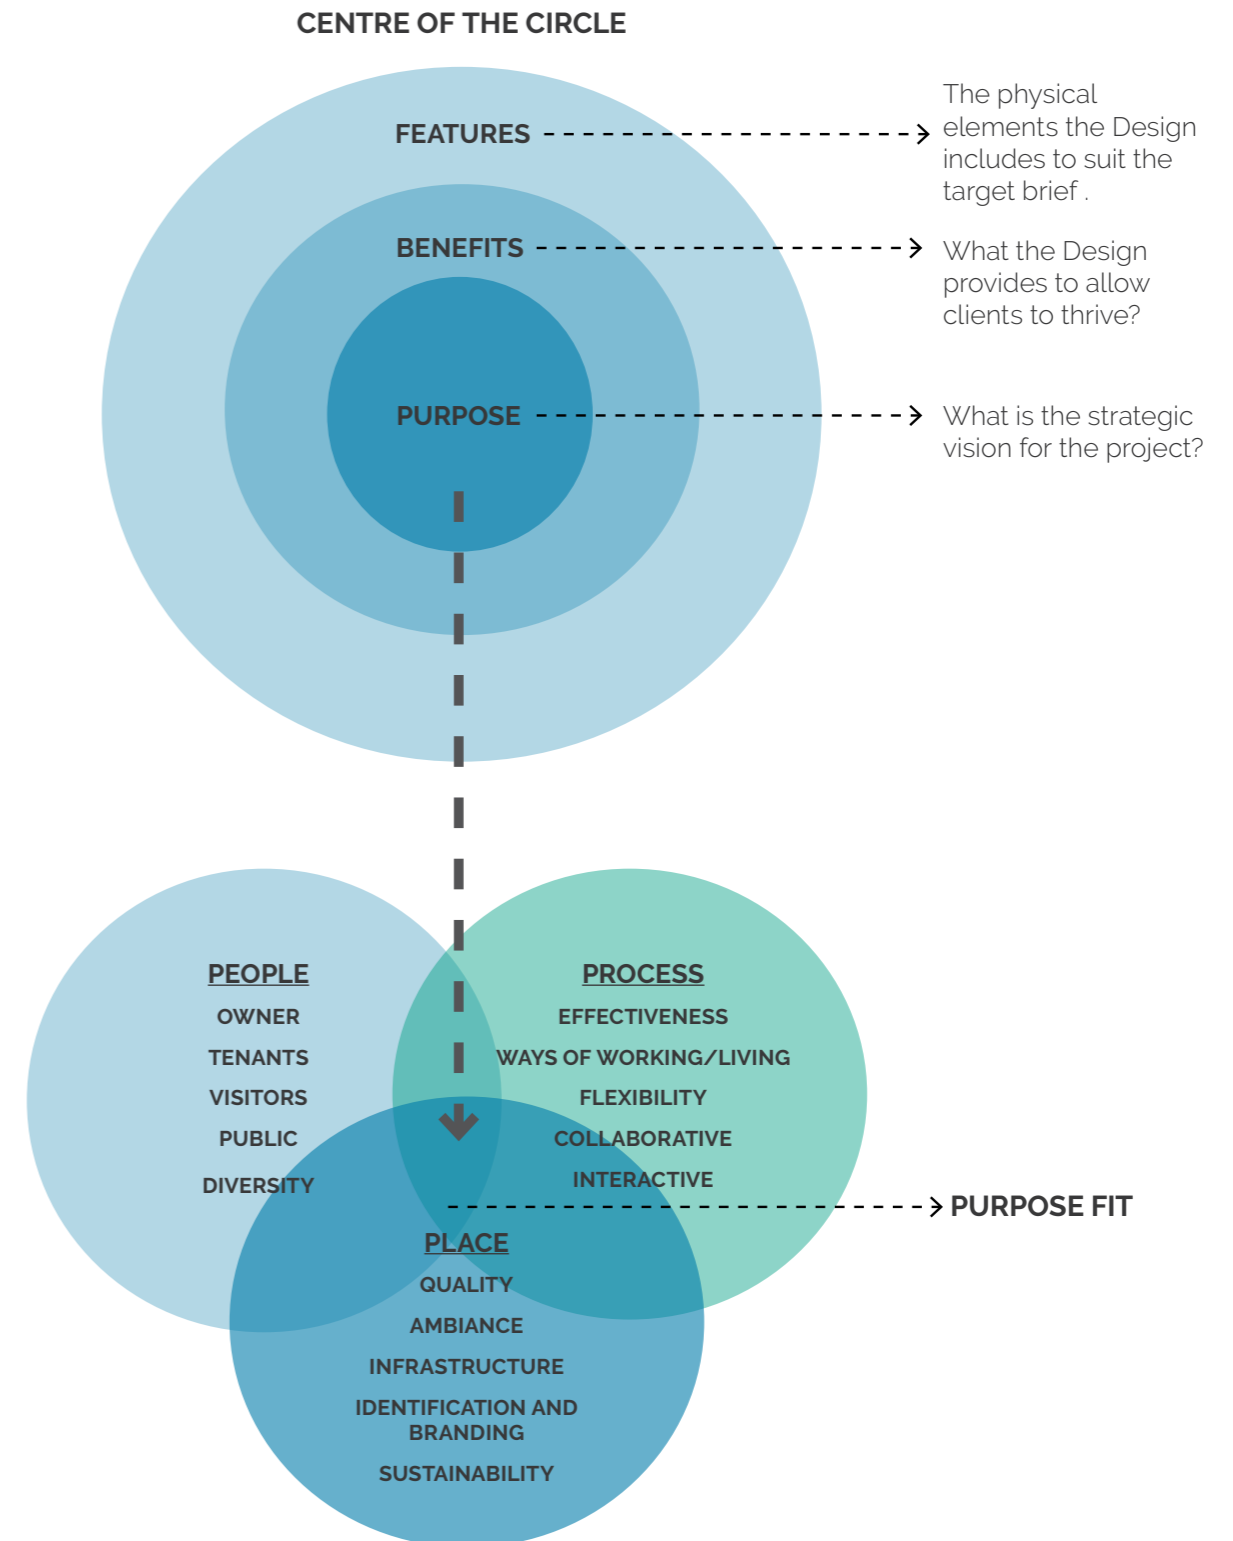 CENTRE OF THE CIRCLE
FEATURES
The physical
elements the Design
includes to suit the
target brief .
BENEFITS
What the Design
provides to allow
clients to thrive?
PURPOSE
What is the strategic
vision for the project?
PEOPLE
OWNER
TENANTS
VISITORS
PUBLIC
DIVERSITY
PROCESS
EFFECTIVENESS
WAYS OF WORKING/LIVING
FLEXIBILITY
COLLABORATIVE
INTERACTIVE
PURPOSE FIT
PLACE
QUALITY
AMBIANCE
INFRASTRUCTURE
IDENTIFICATION AND
BRANDING
SUSTAINABILITY